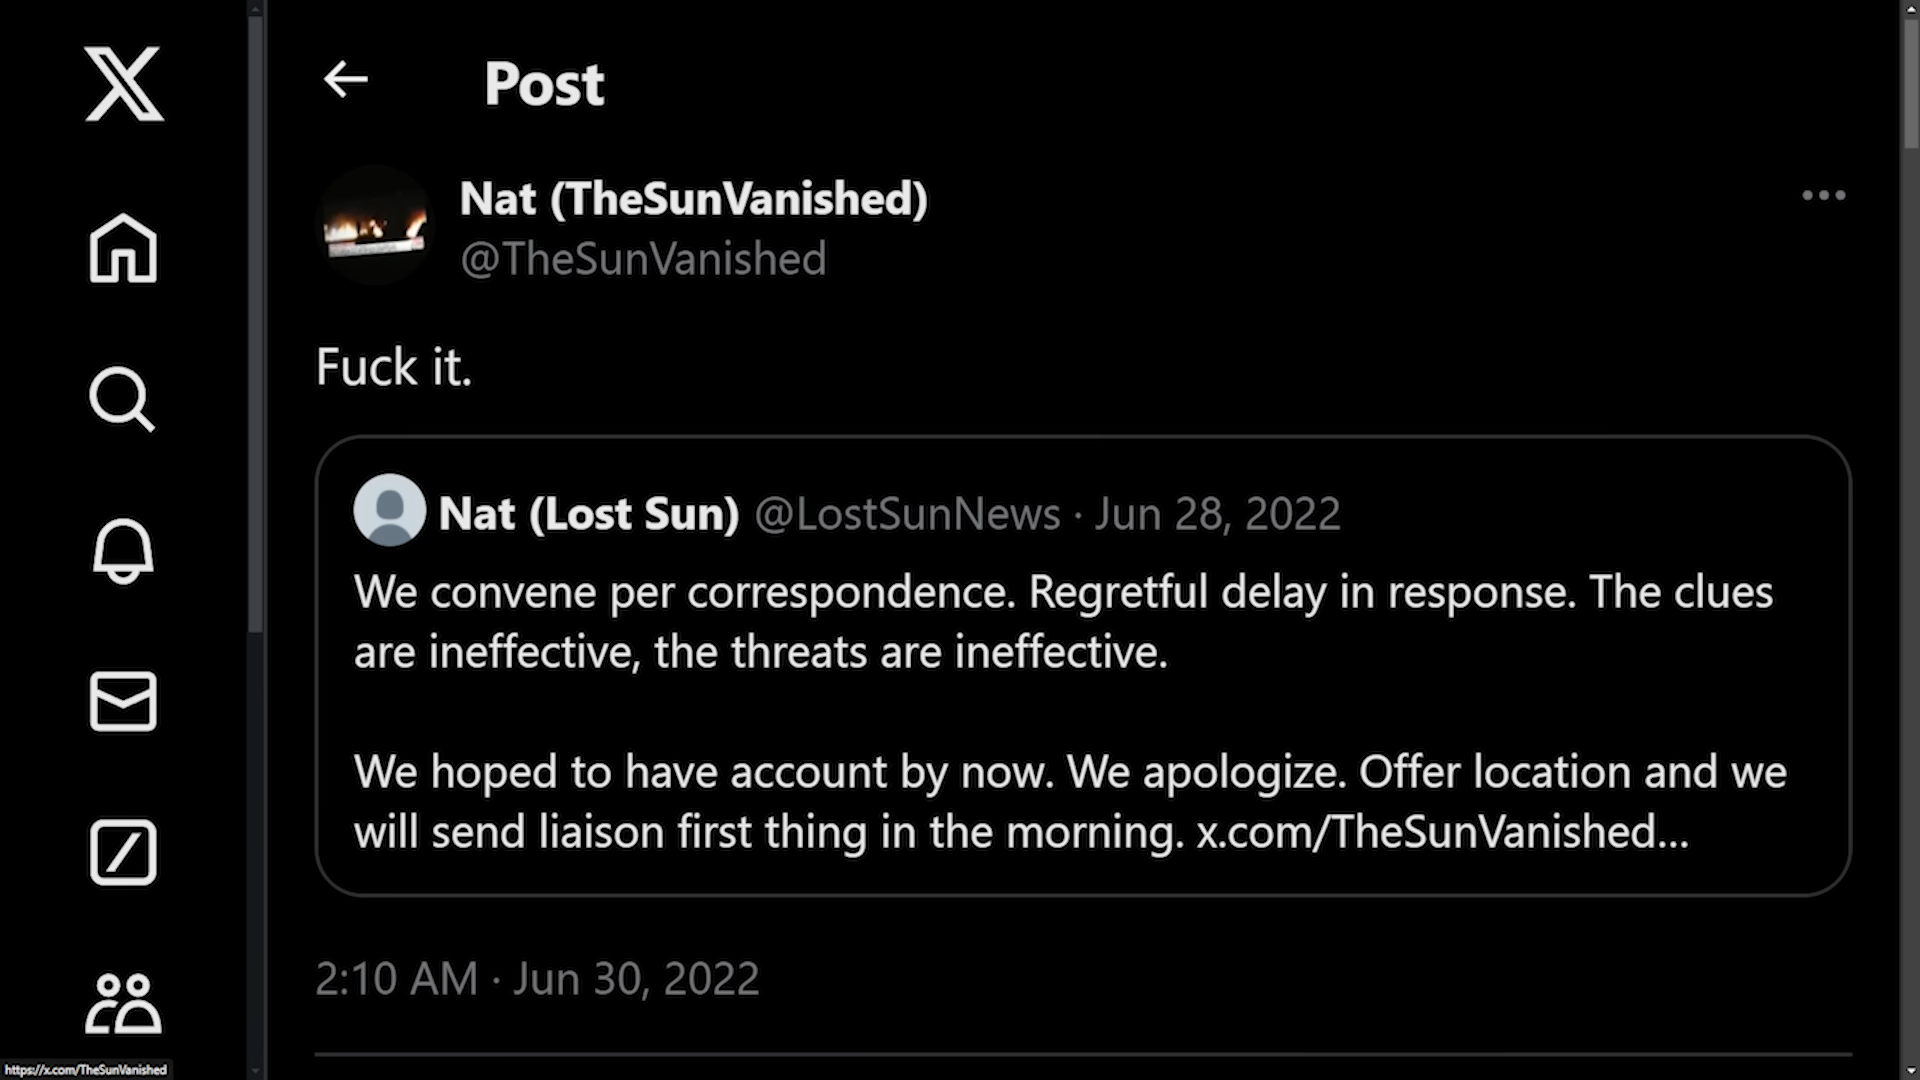 Post
Nat (TheSunVanished)
@TheSunVanished
Fuck it.
Nat (Lost Sun) @LostSunNews · Jun 28, 2022
We convene per correspondence. Regretful delay in response. The clues
are ineffective, the threats are ineffective.
We hoped to have account by now. We apologize. Offer location and we
will send liaison first thing in the morning. x.com/TheSunVanished...
2:10 AM · Jun 30, 2022
https://x.com/TheSunVanished